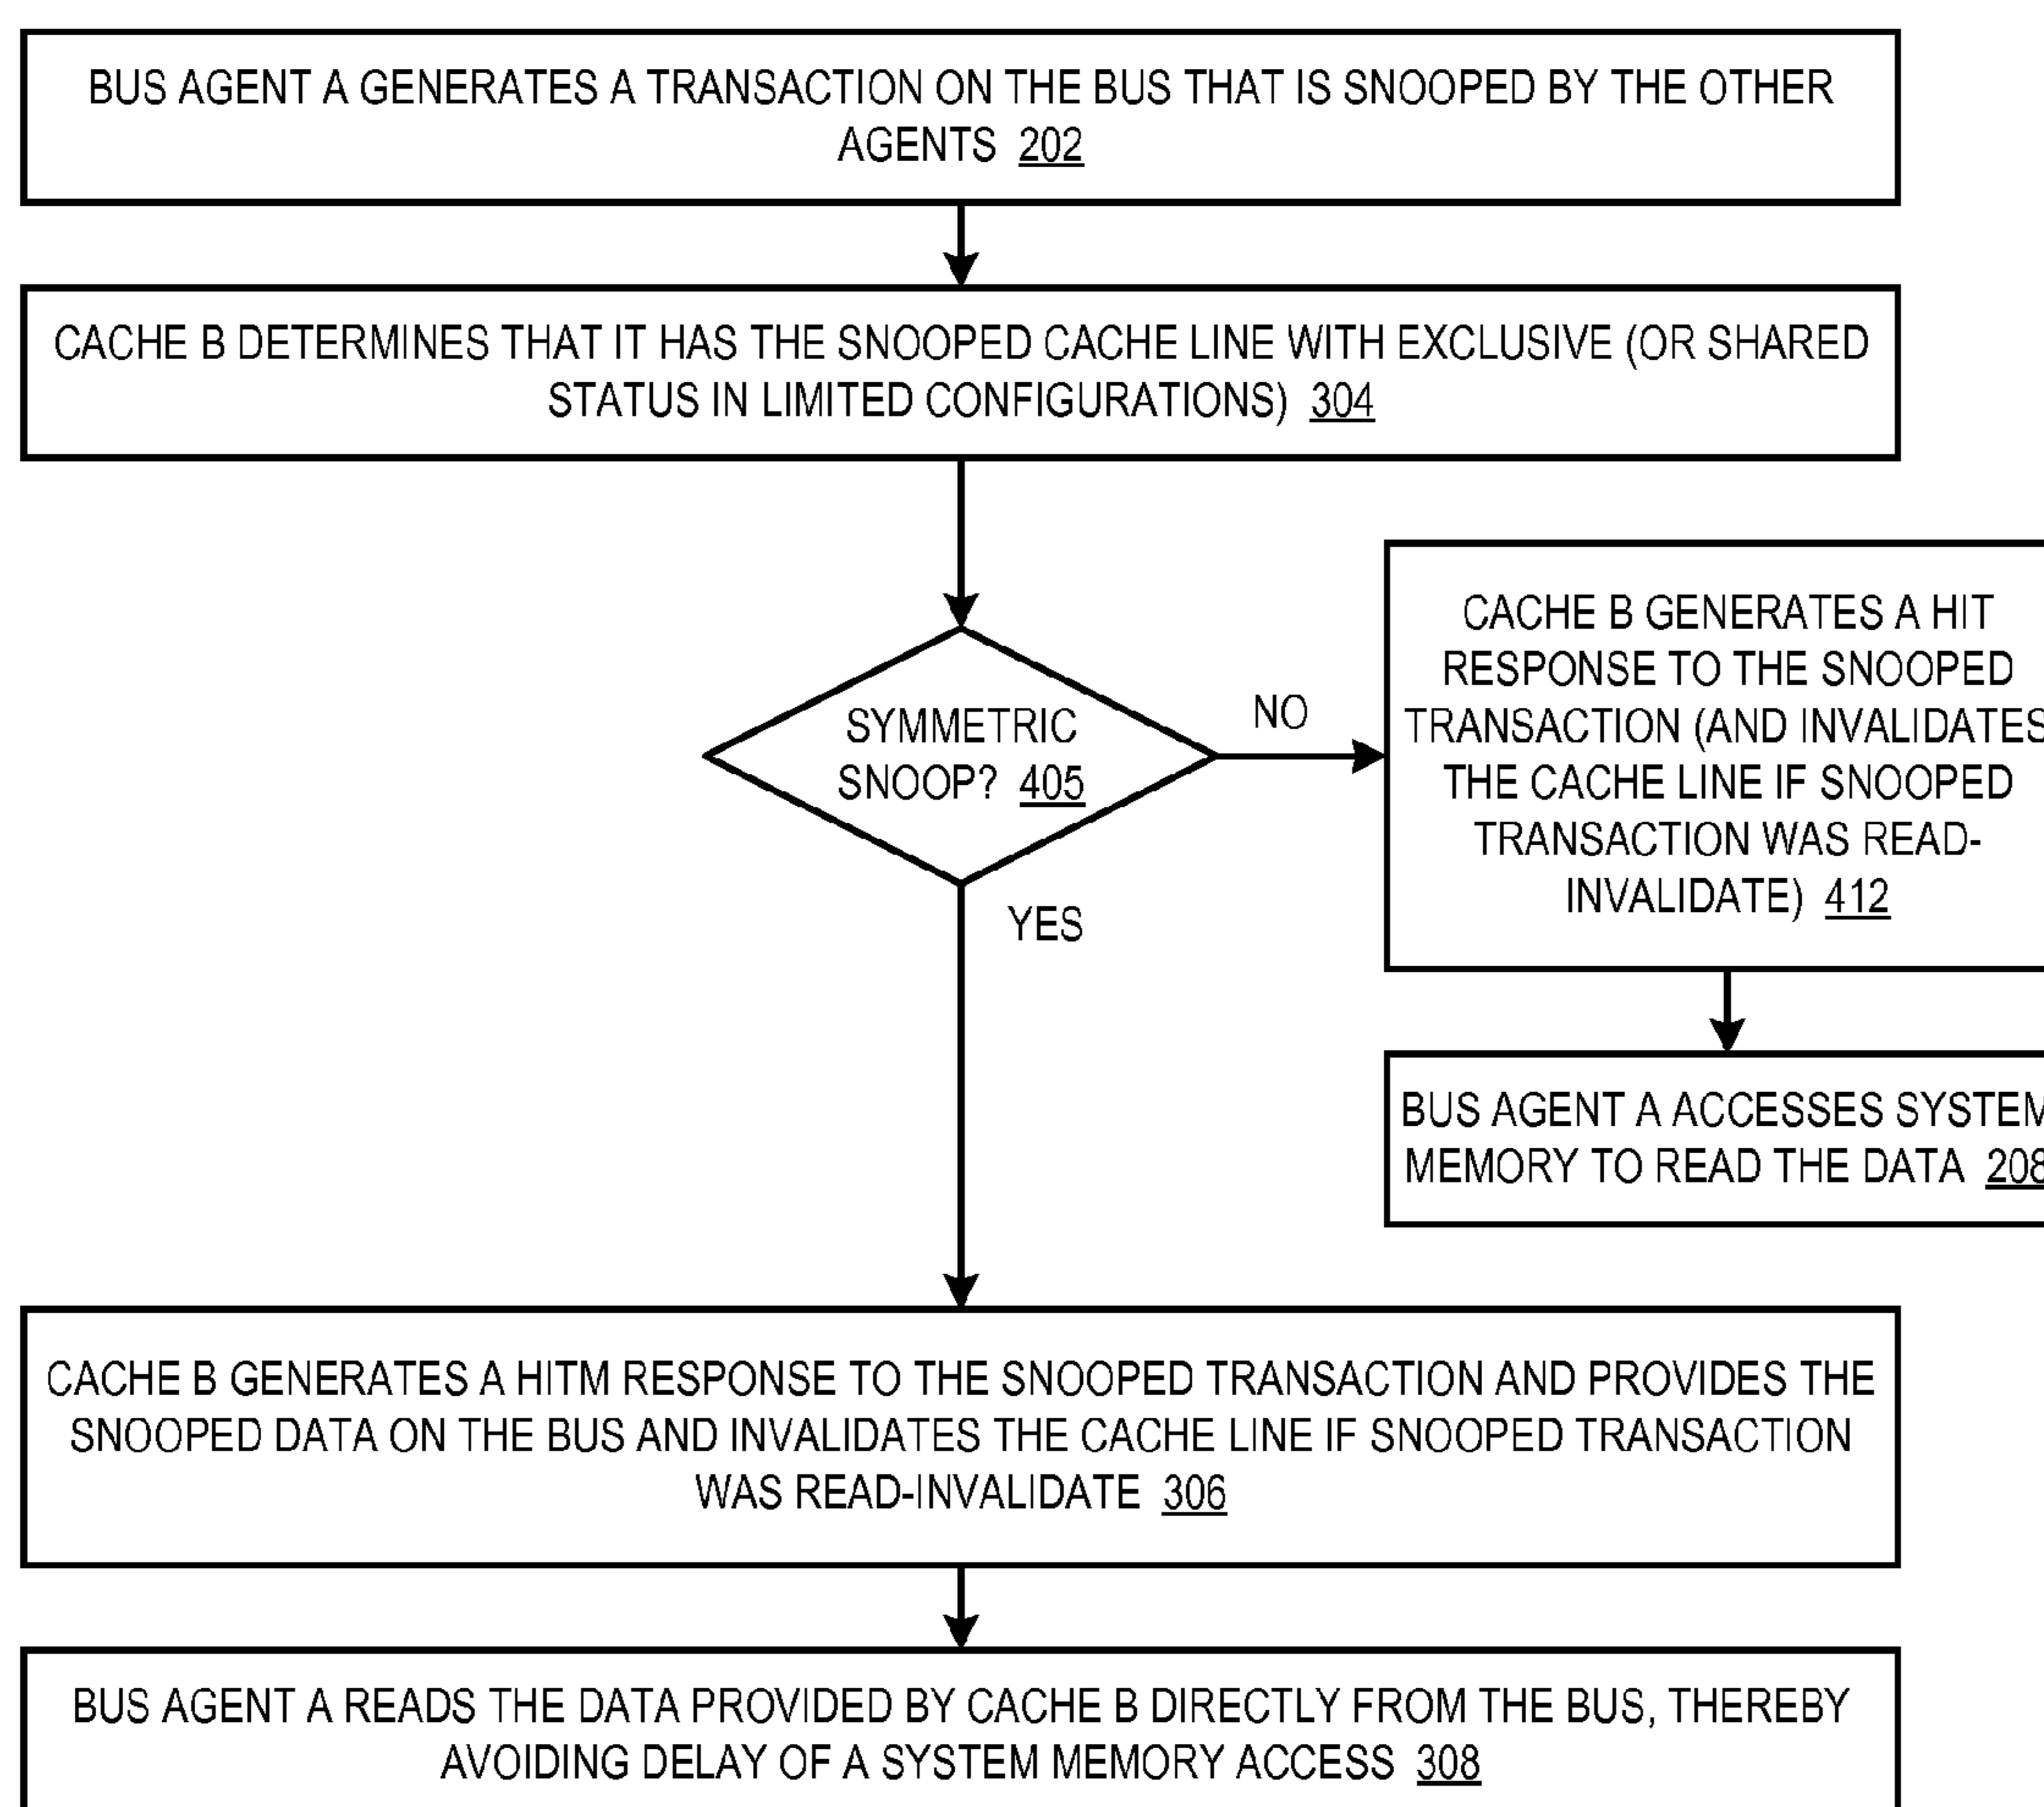 BUS AGENT A GENERATES A TRANSACTION ON THE BUS THAT IS SNOOPED BY THE OTHER
AGENTS 202
CACHE B DETERMINES THAT IT HAS THE SNOOPED CACHE LINE WITH EXCLUSIVE (OR SHARED
STATUS IN LIMITED CONFIGURATIONS) 304
SYMMETRIC
SNOOP? 405
NO
CACHE B GENERATES A HIT
RESPONSE TO THE SNOOPED
TRANSACTION (AND INVALIDATES
THE CACHE LINE IF SNOOPED
TRANSACTION WAS READ-
INVALIDATE) 412
YES
BUS AGENT A ACCESSES SYSTEM
MEMORY TO READ THE DATA 208
CACHE B GENERATES A HITM RESPONSE TO THE SNOOPED TRANSACTION AND PROVIDES THE
SNOOPED DATA ON THE BUS AND INVALIDATES THE CACHE LINE IF SNOOPED TRANSACTION
WAS READ-INVALIDATE 306
BUS AGENT A READS THE DATA PROVIDED BY CACHE B DIRECTLY FROM THE BUS, THEREBY
AVOIDING DELAY OF A SYSTEM MEMORY ACCESS 308